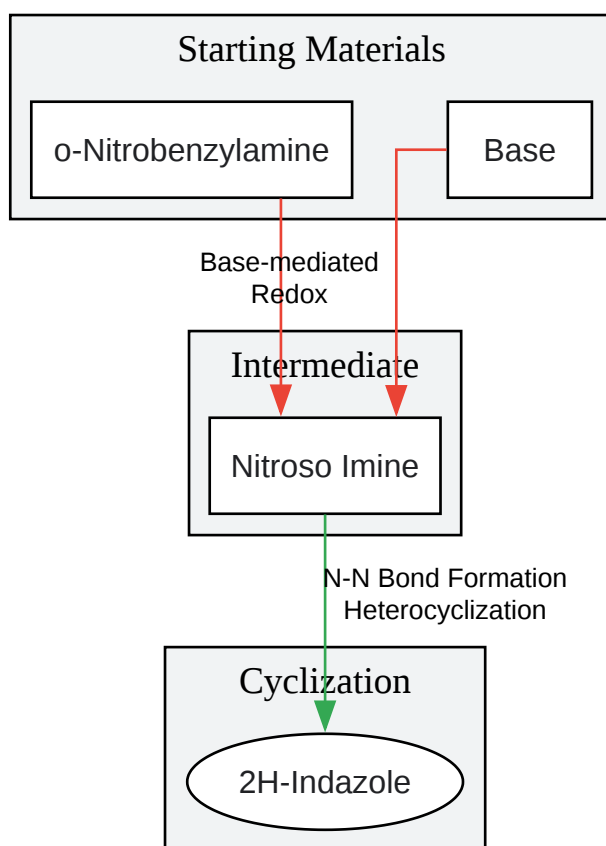 Starting Materials
o-Nitrobenzylamine
Base
Base-mediated
Redox
Intermediate
Nitroso Imine
N-N Bond Formation
Heterocyclization
Cyclization
2H-Indazole